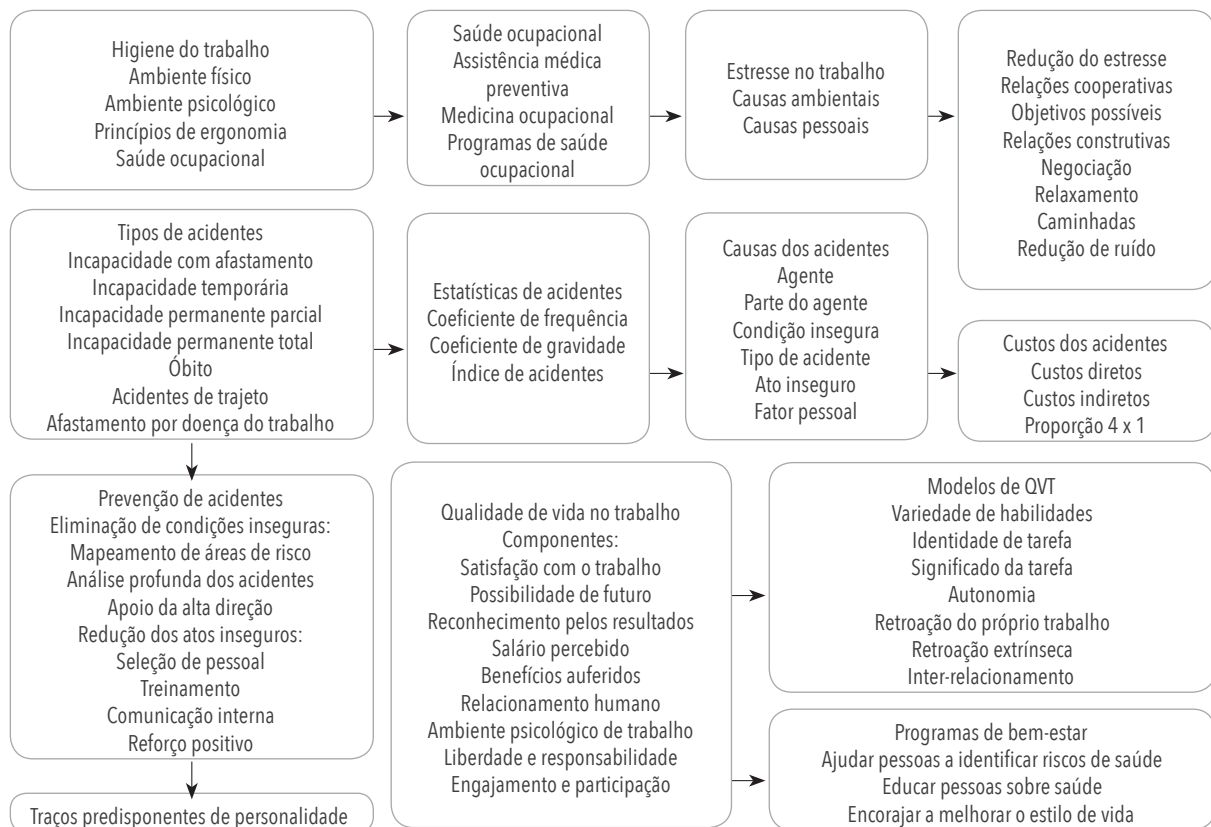 Higiene do trabalho
Ambiente físico
Ambiente psicológico
Princípios de ergonomia
Saúde ocupacional
Saúde ocupacional
Assistência médica
preventiva
Medicina ocupacional
Programas de saúde
ocupacional
Estresse no trabalho
Causas ambientais
Causas pessoais
Redução do estresse
Relações cooperativas
Objetivos possíveis
Relações construtivas
Negociação
Relaxamento
Caminhadas
Redução de ruído
Tipos de acidentes
Incapacidade com afastamento
Incapacidade temporária
Incapacidade permanente parcial
Incapacidade permanente total
Óbito
Acidentes de trajeto
Afastamento por doença do trabalho
Estatísticas de acidentes
Coeficiente de frequência
Coeficiente de gravidade
Índice de acidentes
Causas dos acidentes
Agente
Parte do agente
Condição insegura
Tipo de acidente
Ato inseguro
Fator pessoal
Custos dos acidentes
Custos diretos
Custos indiretos
Proporção 4 x 1
Prevenção de acidentes
Eliminação de condições inseguras:
Mapeamento de áreas de risco
Análise profunda dos acidentes
Apoio da alta direção
Redução dos atos inseguros:
Seleção de pessoal
Treinamento
Comunicação interna
Reforço positivo
Traços predisponentes de personalidade
Qualidade de vida no trabalho
Componentes:
Satisfação com o trabalho
Possibilidade de futuro
Reconhecimento pelos resultados
Salário percebido
Benefícios auferidos
Relacionamento humano
Ambiente psicológico de trabalho
Liberdade e responsabilidade
Engajamento e participação
Modelos de QVT
Variedade de habilidades
Identidade de tarefa
Significado da tarefa
Autonomia
Retroação do próprio trabalho
Retroação extrínseca
Inter-relacionamento
Programas de bem-estar
Ajudar pessoas a identificar riscos de saúde
Educar pessoas sobre saúde
Encorajar a melhorar o estilo de vida